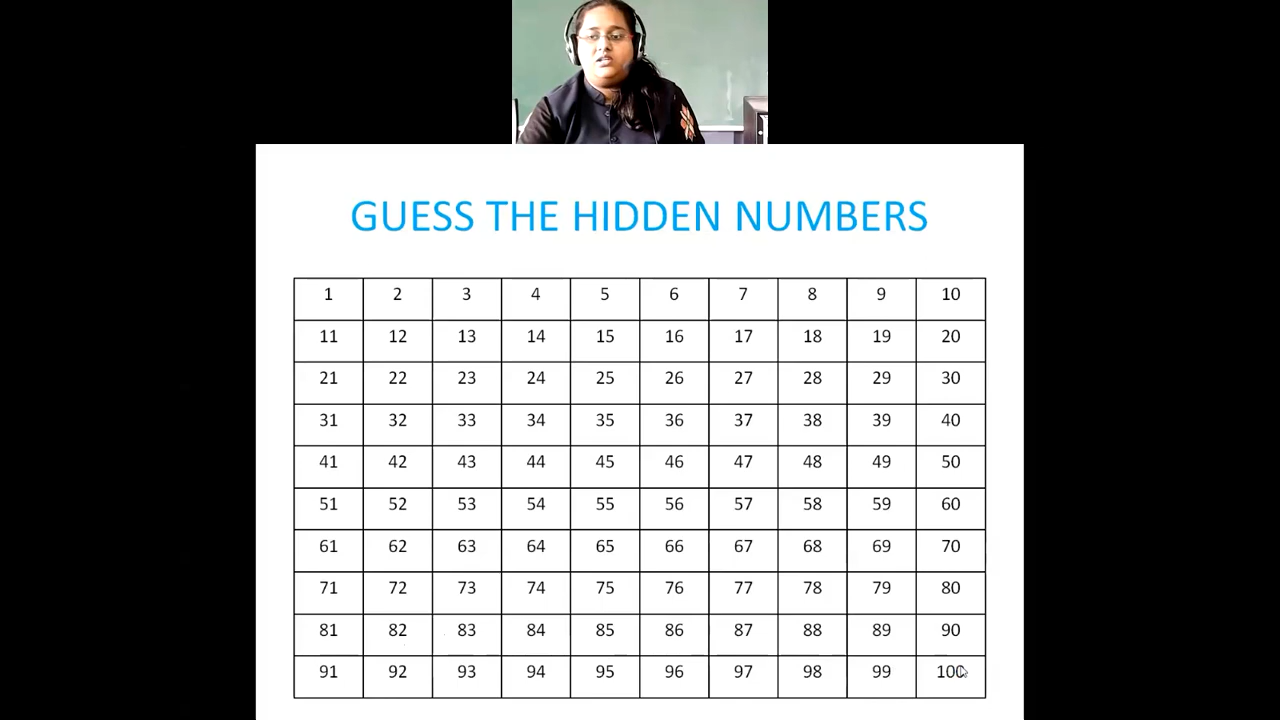 GUESS THE HIDDEN NUMBERS
1 2 3 4 5 6 7 8 9 10
11 12 13 14 15 16 17 18 19 20
21 22 23 24 25 26 27 28 29 30
31 32 33 34 35 36 37 38 39 40
41 42 43 44 45 46 47 48 49 50
51 52 53 54 55 56 57 58 59 60
61 62 63 64 65 66 67 68 69 70
71 72 73 74 75 76 77 78 79 80
81 82 83 84 85 86 87 88 89 90
91 92 93 94 95 96 97 98 99 100